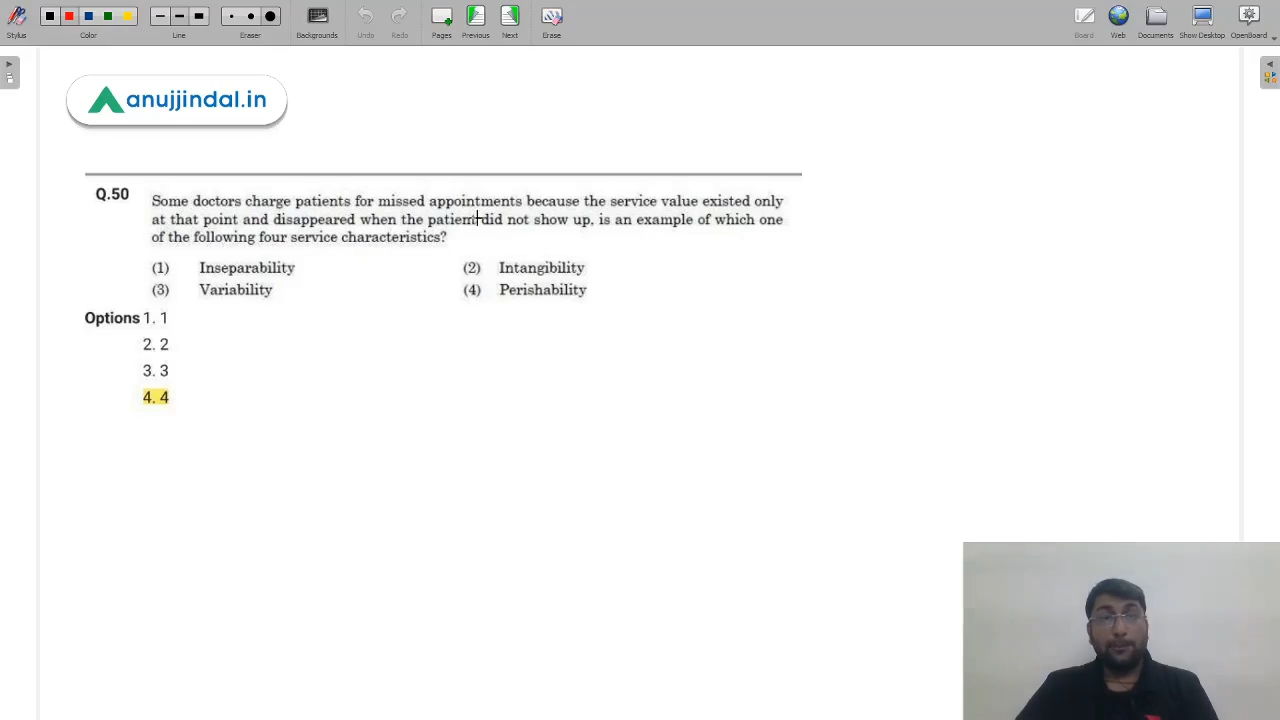 Stylus Color Line Eraser Backgrounds Undo Redo Pages Previous Next Erase Board Web Documents Show Desktop OpenBoard
anujjindal.in
Q.50 Some doctors charge patients for missed appointments because the service value existed only
at that point and disappeared when the patient did not show up, is an example of which one
of the following four service characteristics?
(1) Inseparability (2) Intangibility
(3) Variability (4) Perishability
Options 1. 1
2. 2
3. 3
4. 4